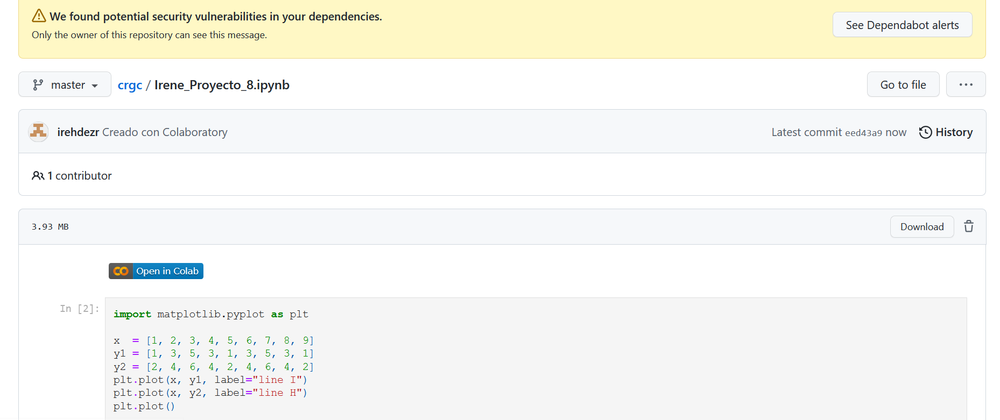 We found potential security vulnerabilities in your dependencies.
Only the owner of this repository can see this message.
See Dependabot alerts
master
crgc / Irene_Proyecto_8.ipynb
Go to file
...
irehdezr Creado con Colaboratory
Latest commit eed43a9 now
History
1 contributor
3.93 MB
Download
Open in Colab
In [2]:
import matplotlib.pyplot as plt
x  = [1, 2, 3, 4, 5, 6, 7, 8, 9]
y1 = [1, 3, 5, 3, 1, 3, 5, 3, 1]
y2 = [2, 4, 6, 4, 2, 4, 6, 4, 2]
plt.plot(x, y1, label="line I")
plt.plot(x, y2, label="line H")
plt.plot()